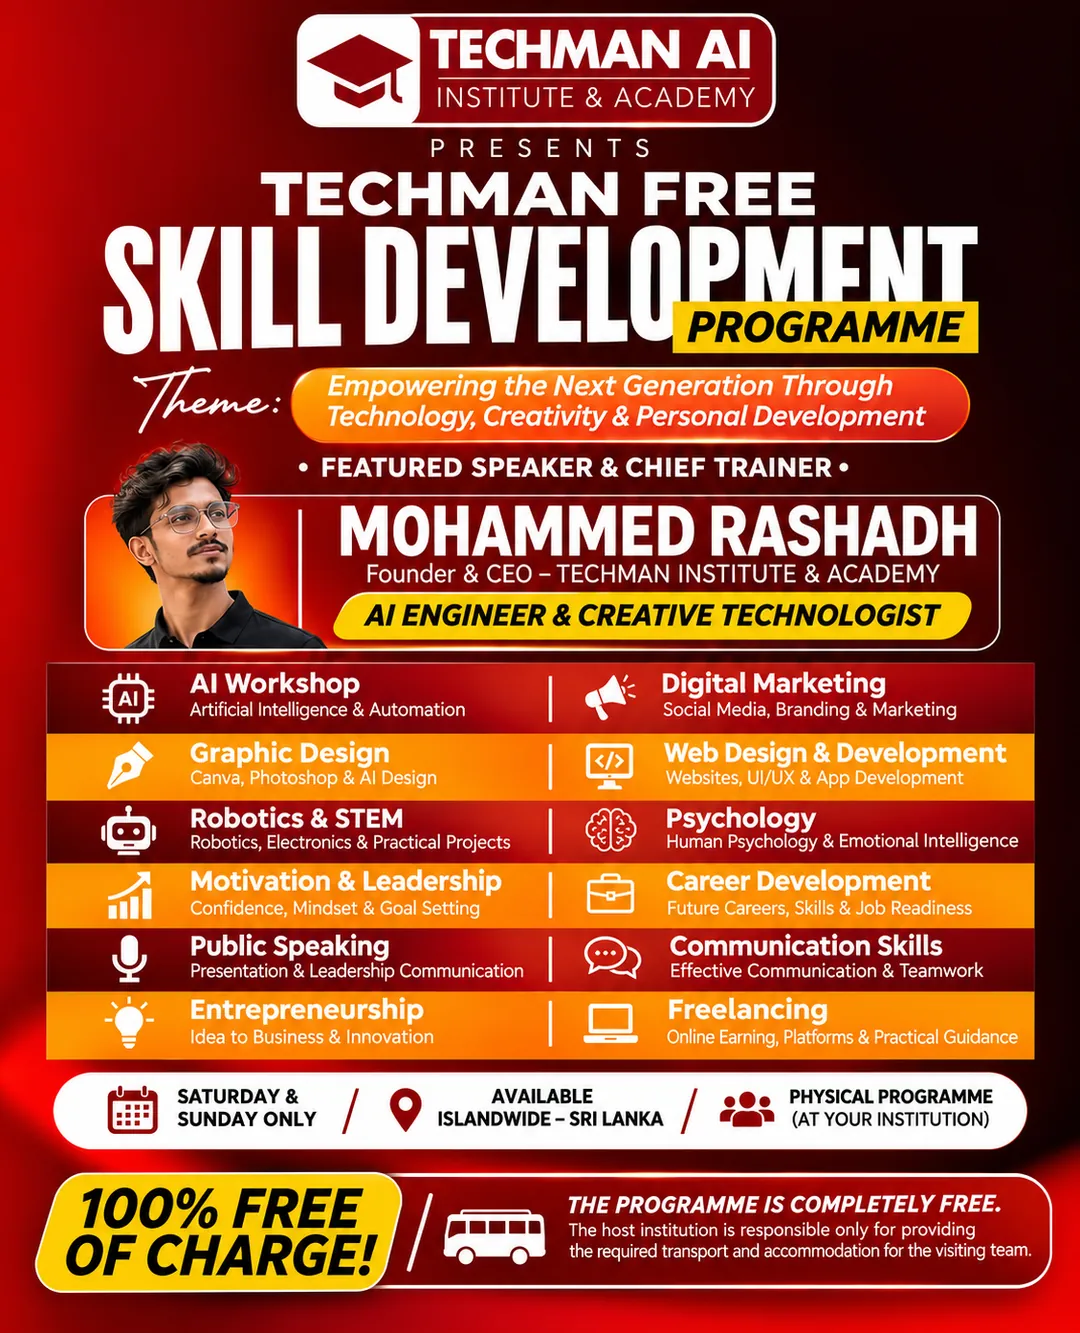 TECHMAN AI
INSTITUTE & ACADEMY
PRESENTS
TECHMAN FREE
SKILL DEVELOPMENT
PROGRAMME
Theme:
Empowering the Next Generation Through
Technology, Creativity & Personal Development
• FEATURED SPEAKER & CHIEF TRAINER •
MOHAMMED RASHADH
Founder & CEO – TECHMAN INSTITUTE & ACADEMY
AI ENGINEER & CREATIVE TECHNOLOGIST
AI
AI Workshop
Artificial Intelligence & Automation
Digital Marketing
Social Media, Branding & Marketing
Graphic Design
Canva, Photoshop & AI Design
</>
Web Design & Development
Websites, UI/UX & App Development
Robotics & STEM
Robotics, Electronics & Practical Projects
Psychology
Human Psychology & Emotional Intelligence
Motivation & Leadership
Confidence, Mindset & Goal Setting
Career Development
Future Careers, Skills & Job Readiness
Public Speaking
Presentation & Leadership Communication
Communication Skills
Effective Communication & Teamwork
Entrepreneurship
Idea to Business & Innovation
Freelancing
Online Earning, Platforms & Practical Guidance
SATURDAY &
SUNDAY ONLY
AVAILABLE
ISLANDWIDE – SRI LANKA
PHYSICAL PROGRAMME
(AT YOUR INSTITUTION)
100% FREE
OF CHARGE!
THE PROGRAMME IS COMPLETELY FREE.
The host institution is responsible only for providing
the required transport and accommodation for the visiting team.